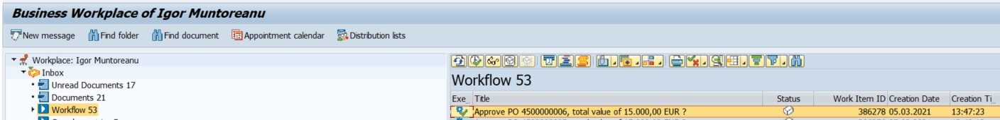 Business Workplace of Igor Muntoreanu
New message Find folder Find document Appointment calendar Distribution lists
Workplace: Igor Muntoreanu
Inbox
Unread Documents 17
Documents 21
Workflow 53
Workflow 53
Exe... Title Status Work Item ID Creation Date Creation Ti...
Approve PO 4500000006, total value of 15.000,00 EUR ? 386278 05.03.2021 13:47:23